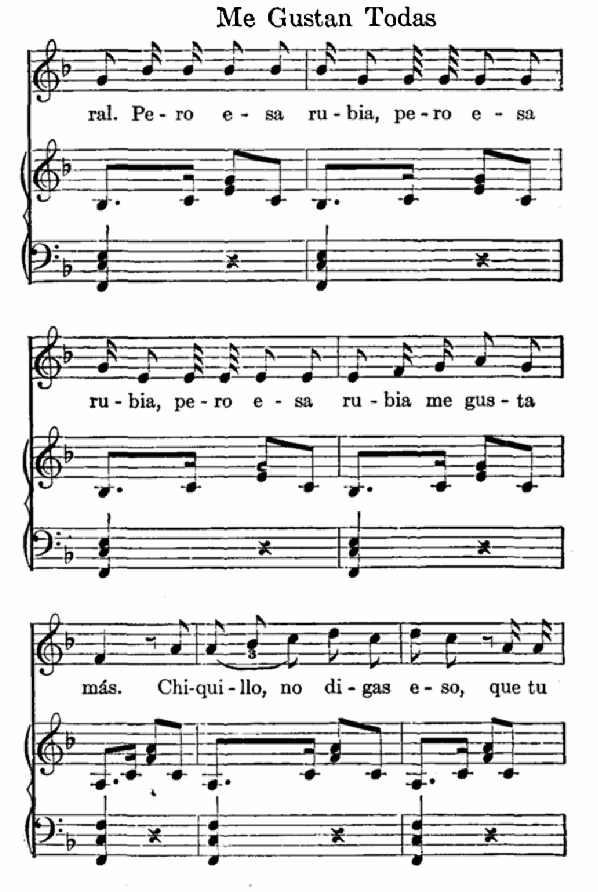 Me Gustan Todas
ral. Pe - ro e - sa ru - bia, pe - ro e - sa
ru - bia, pe - ro e - sa ru - bia me gus - ta
3
más. Chi - qui - llo, no di - gas e - so, que tu